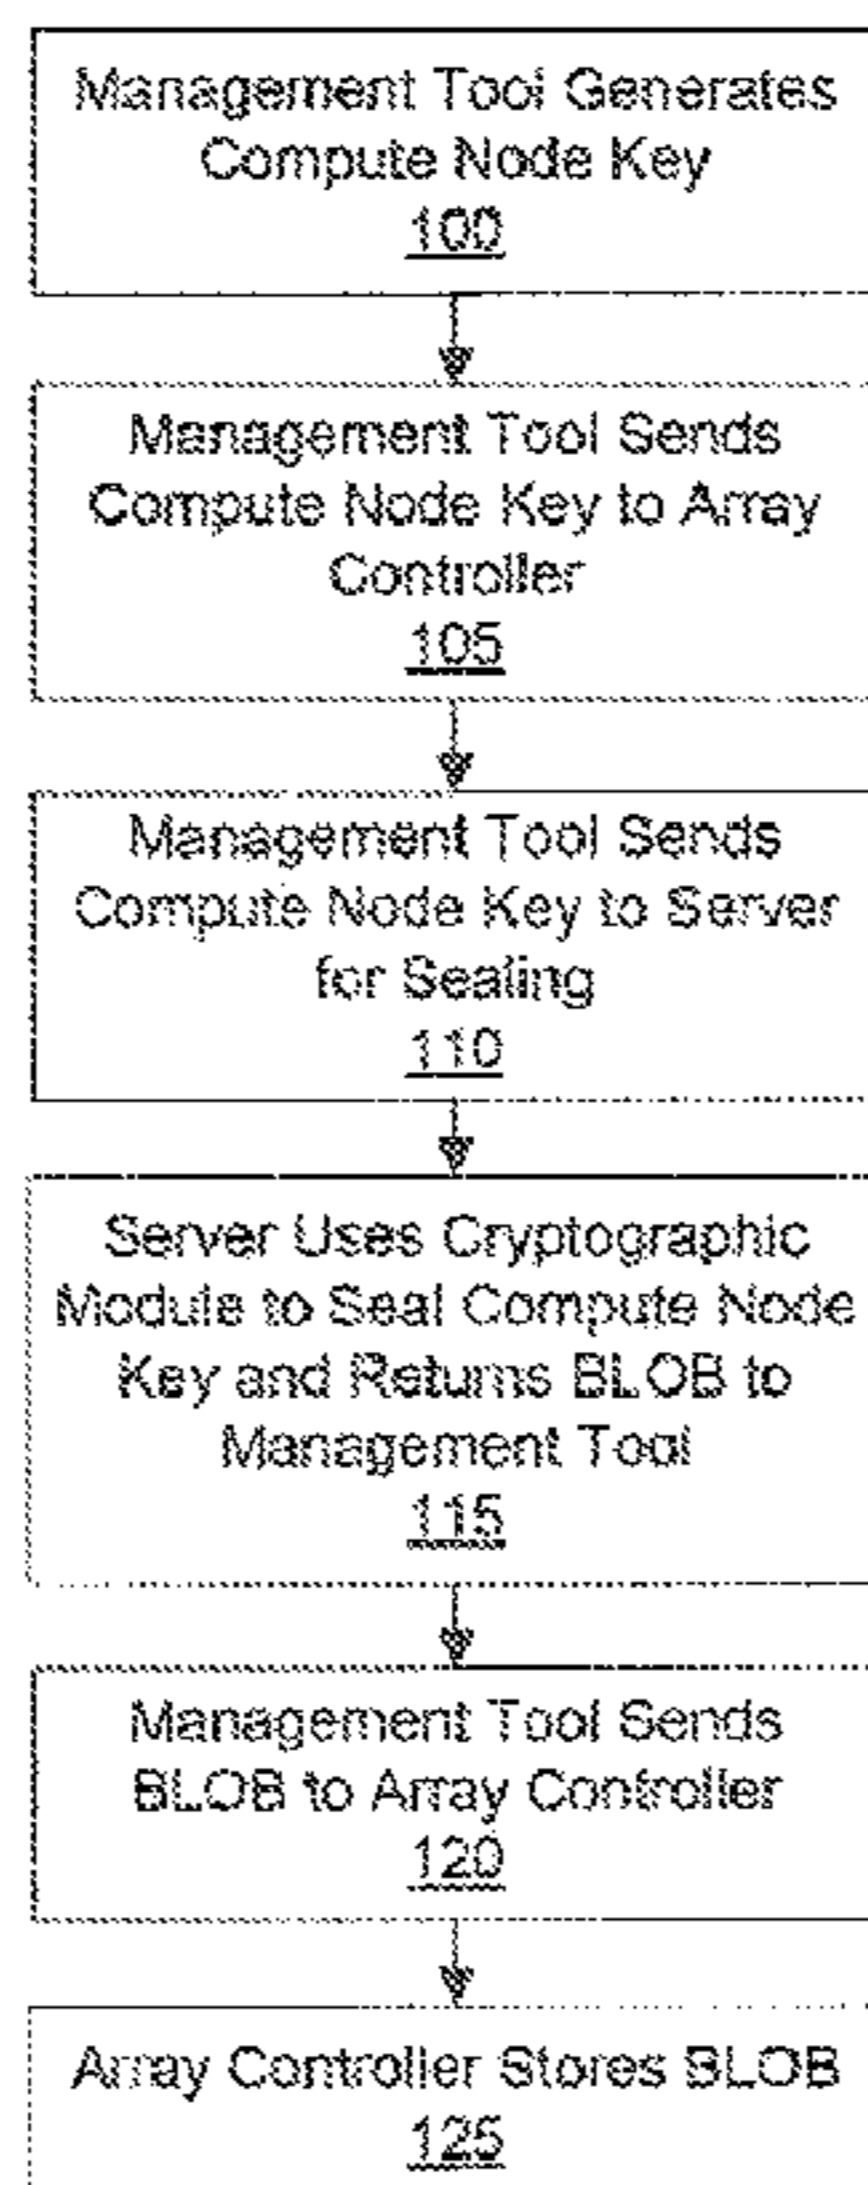 Management Tool Generates
Compute Node Key
100
Management Tool Sends
Compute Node Key to Array
Controller
105
Management Tool Sends
Compute Node Key to Server
for Sealing
110
Server Uses Cryptographic
Module to Seal Compute Node
Key and Returns BLOB to
Management Tool
115
Management Tool Sends
BLOB to Array Controller
120
Array Controller Stores BLOB
125